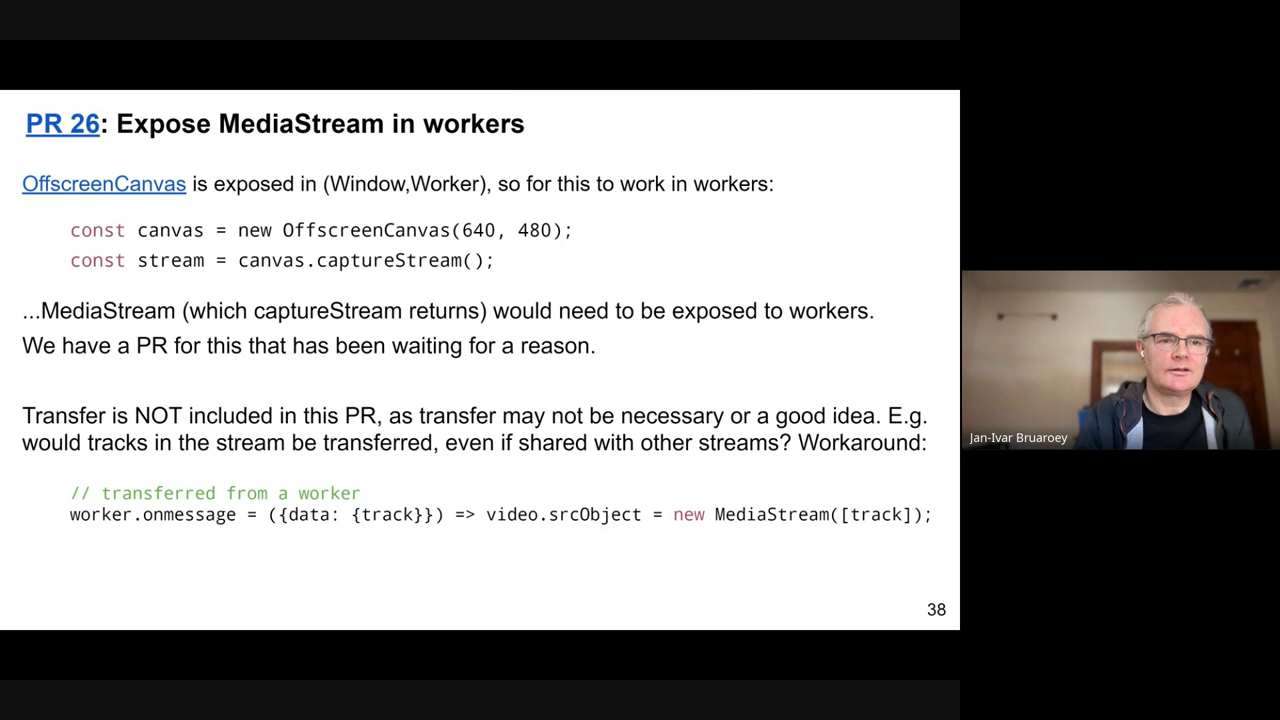 PR 26: Expose MediaStream in workers
OffscreenCanvas is exposed in (Window,Worker), so for this to work in workers:
const canvas = new OffscreenCanvas(640, 480);
const stream = canvas.captureStream();
...MediaStream (which captureStream returns) would need to be exposed to workers.
We have a PR for this that has been waiting for a reason.
Transfer is NOT included in this PR, as transfer may not be necessary or a good idea. E.g.
would tracks in the stream be transferred, even if shared with other streams? Workaround:
// transferred from a worker
worker.onmessage = ({data: {track}}) => video.srcObject = new MediaStream([track]);
38
Jan-Ivar Bruaroey